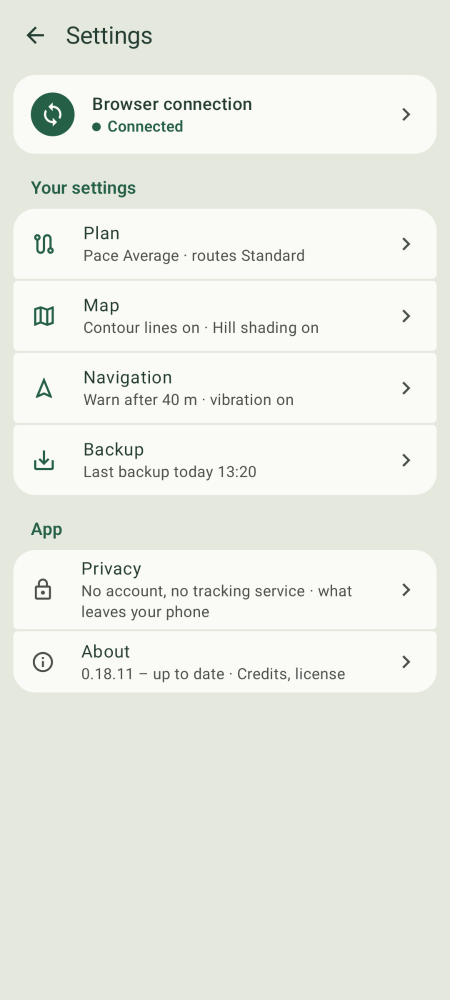 Settings
Browser connection
Connected
Your settings
Plan
Pace Average · routes Standard
Map
Contour lines on · Hill shading on
Navigation
Warn after 40 m · vibration on
Backup
Last backup today 13:20
App
Privacy
No account, no tracking service · what
leaves your phone
About
0.18.11 – up to date · Credits, license